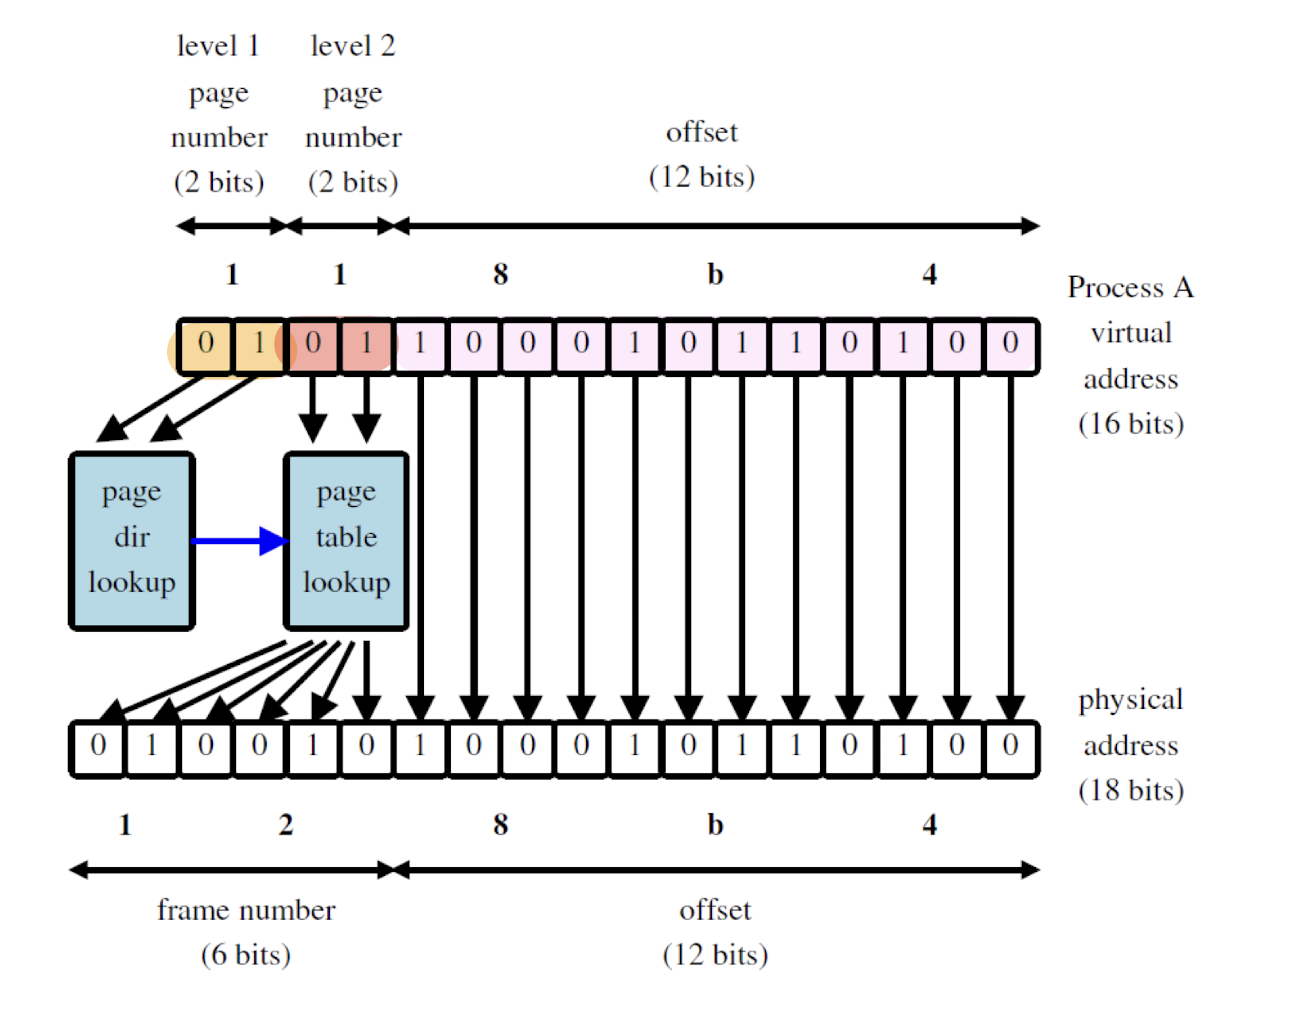 level 1
page
number
(2 bits)
level 2
page
number
(2 bits)
offset
(12 bits)
1 1 8 b 4
0 1 0 1 1 0 0 0 1 0 1 1 0 1 0 0
Process A
virtual
address
(16 bits)
page
dir
lookup
page
table
lookup
0 1 0 0 1 0 1 0 0 0 1 0 1 1 0 1 0 0
physical
address
(18 bits)
1 2 8 b 4
frame number
(6 bits)
offset
(12 bits)